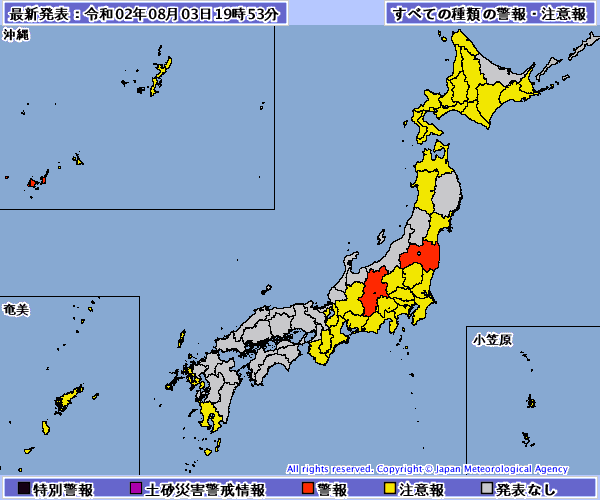 最新発表：令和02年08月03日19時53分
すべての種類の警報・注意報
沖縄
奄美
小笠原
All rights reserved. Copyright © Japan Meteorological Agency
特別警報
土砂災害警戒情報
警報
注意報
発表なし